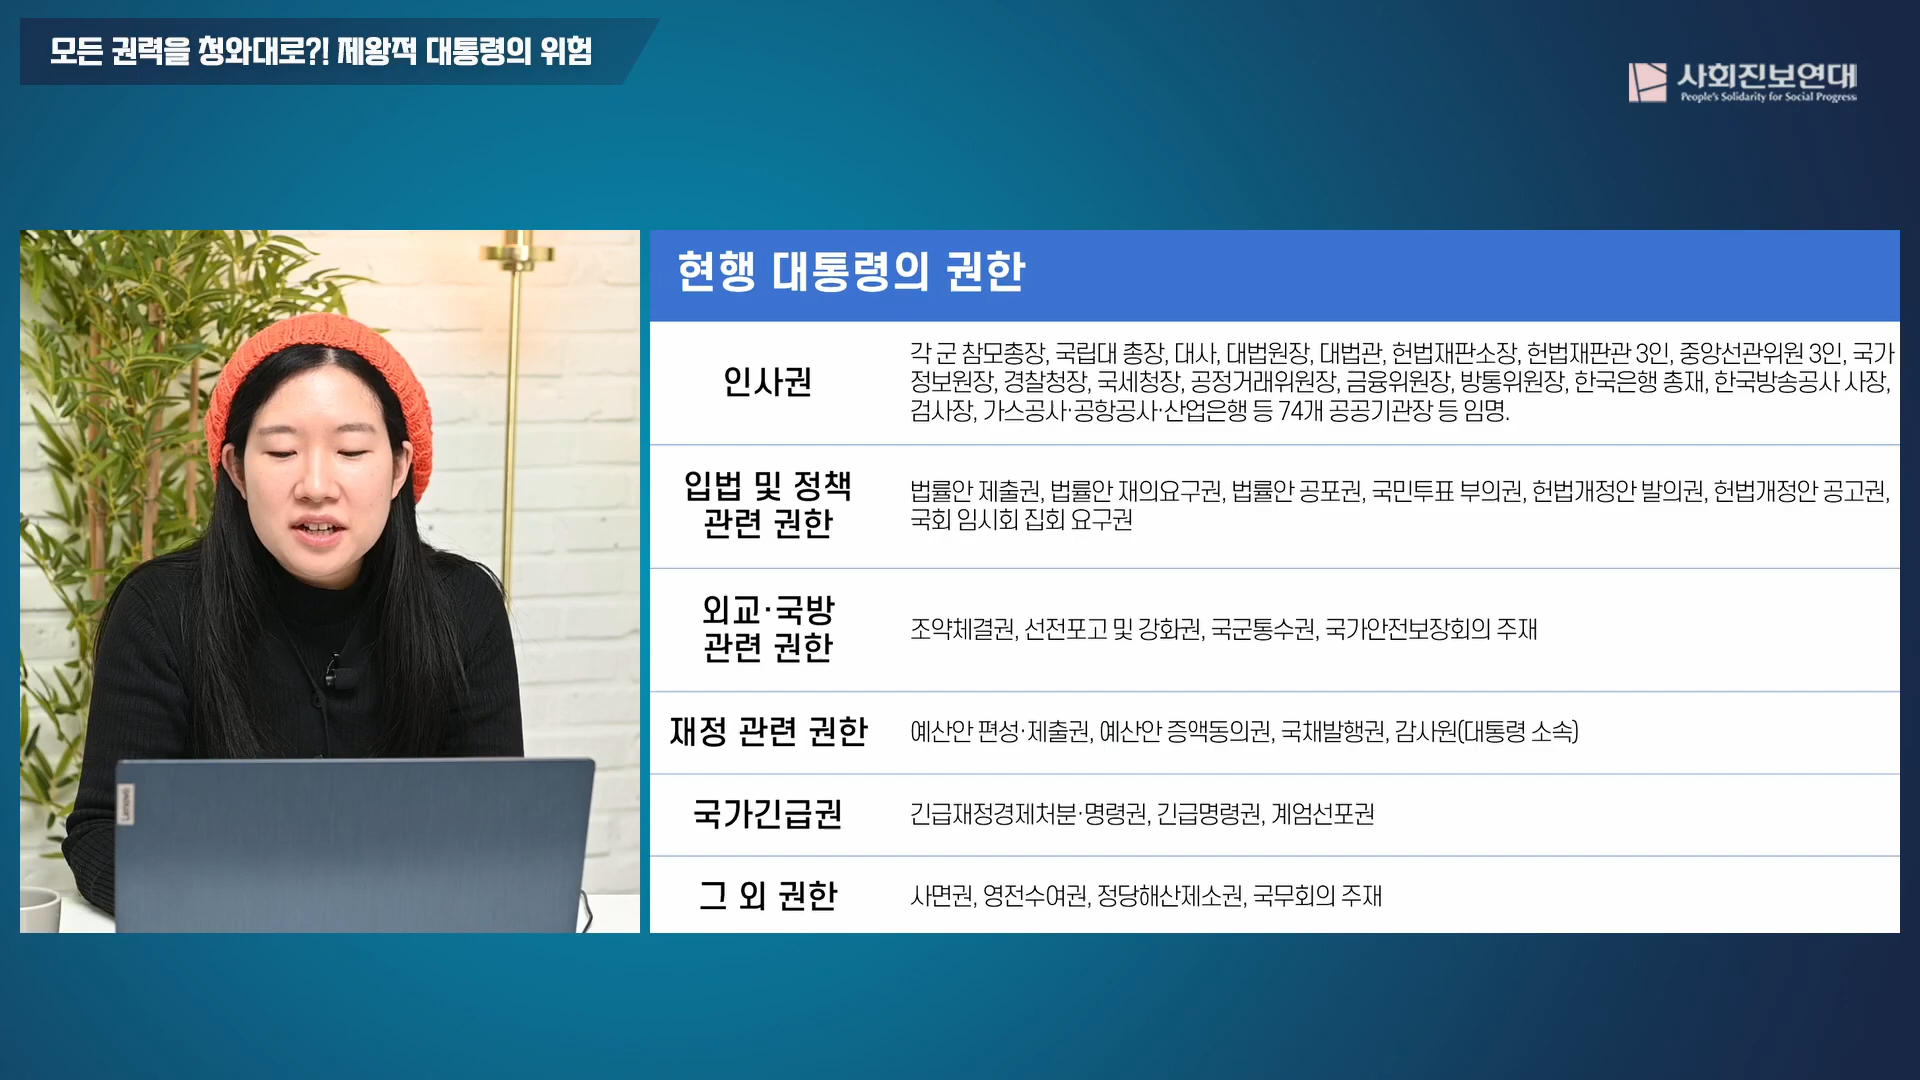 모든 권력을 청와대로?! 제왕적 대통령의 위험
사회진보연대
People's Solidarity for Social Progress
현행 대통령의 권한
인사권
각 군 참모총장, 국립대 총장, 대사, 대법원장, 대법관, 헌법재판소장, 헌법재판관 3인, 중앙선관위원 3인, 국가
정보원장, 경찰청장, 국세청장, 공정거래위원장, 금융위원장, 방통위원장, 한국은행 총재, 한국방송공사 사장,
검사장, 가스공사·공항공사·산업은행 등 74개 공공기관장 등 임명.
입법 및 정책
관련 권한
법률안 제출권, 법률안 재의요구권, 법률안 공포권, 국민투표 부의권, 헌법개정안 발의권, 헌법개정안 공고권,
국회 임시회 집회 요구권
외교·국방
관련 권한
조약체결권, 선전포고 및 강화권, 국군통수권, 국가안전보장회의 주재
재정 관련 권한
예산안 편성·제출권, 예산안 증액동의권, 국채발행권, 감사원(대통령 소속)
국가긴급권
긴급재정경제처분·명령권, 긴급명령권, 계엄선포권
그 외 권한
사면권, 영전수여권, 정당해산제소권, 국무회의 주재
Lenovo